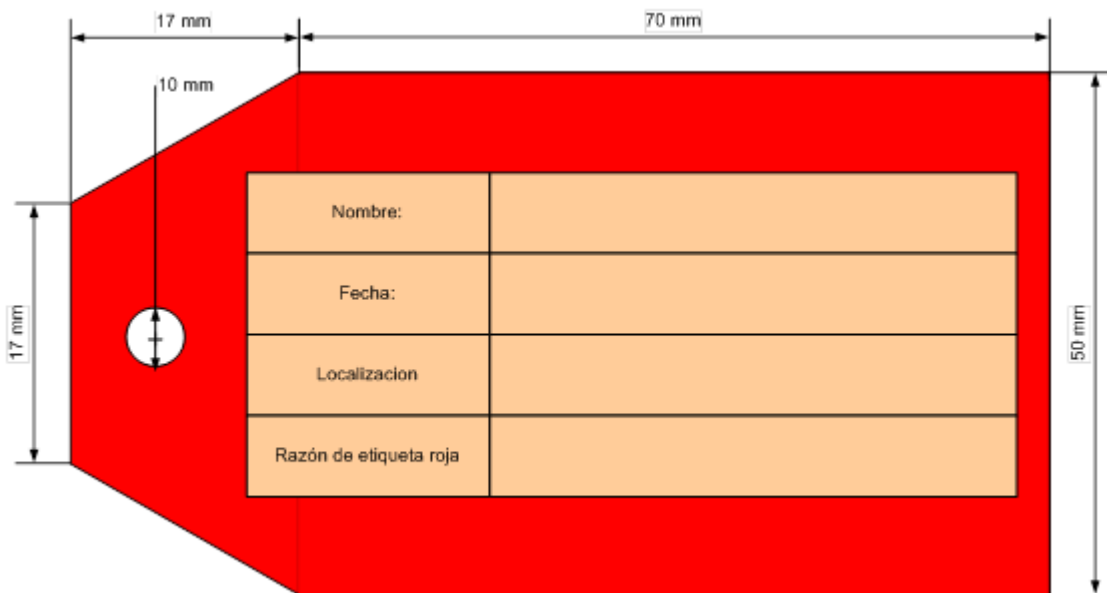 17 mm
70 mm
10 mm
Nombre:
Fecha:
17 mm
50 mm
Localizacion
Razón de etiqueta roja